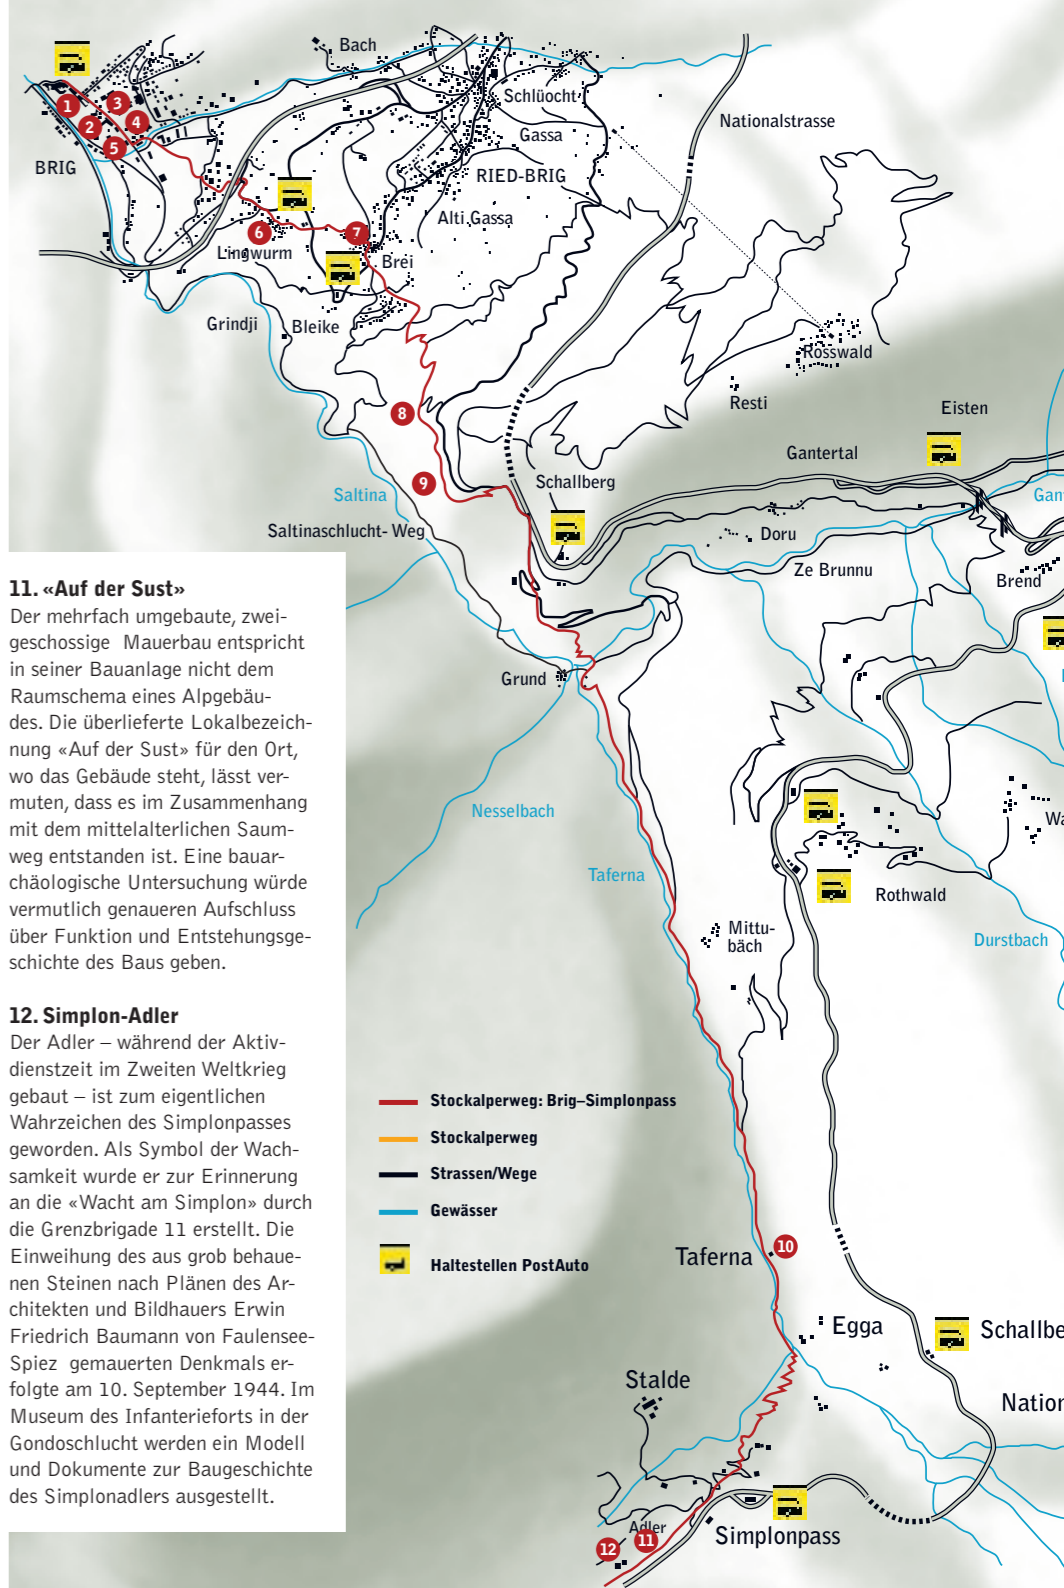 Bach
Schlüocht
Nationalstrasse
Gassa
BRIG
RIED-BRIG
Alti Gassa
Lingwurm
Brei
Grindji
Bleike
Rosswald
Resti
Eisten
Gantertal
Schallberg
Saltina
Gan
Saltinaschlucht- Weg
Doru
Ze Brunnu
Brend
Grund
Nesselbach
Taferna
Wa
Rothwald
Mittu-
bäch
Durstbach
1
2
3
4
5
6
7
8
9
11. «Auf der Sust»
Der mehrfach umgebaute, zwei-
geschossige Mauerbau entspricht
in seiner Bauanlage nicht dem
Raumschema eines Alpgebäu-
des. Die überlieferte Lokalbezeich-
nung «Auf der Sust» für den Ort,
wo das Gebäude steht, lässt ver-
muten, dass es im Zusammenhang
mit dem mittelalterlichen Saum-
weg entstanden ist. Eine bauar-
chäologische Untersuchung würde
vermutlich genaueren Aufschluss
über Funktion und Entstehungsge-
schichte des Baus geben.
12. Simplon-Adler
Der Adler – während der Aktiv-
dienstzeit im Zweiten Weltkrieg
gebaut – ist zum eigentlichen
Wahrzeichen des Simplonpasses
geworden. Als Symbol der Wach-
samkeit wurde er zur Erinnerung
an die «Wacht am Simplon» durch
die Grenzbrigade 11 erstellt. Die
Einweihung des aus grob behaue-
nen Steinen nach Plänen des Ar-
chitekten und Bildhauers Erwin
Friedrich Baumann von Faulensee-
Spiez gemauerten Denkmals er-
folgte am 10. September 1944. Im
Museum des Infanterieforts in der
Gondoschlucht werden ein Modell
und Dokumente zur Baugeschichte
des Simplonadlers ausgestellt.
Stockalperweg: Brig–Simplonpass
Stockalperweg
Strassen/Wege
Gewässer
Haltestellen PostAuto
10
Taferna
Egga
Schallbe
Stalde
Nation
Adler
11
12
Simplonpass